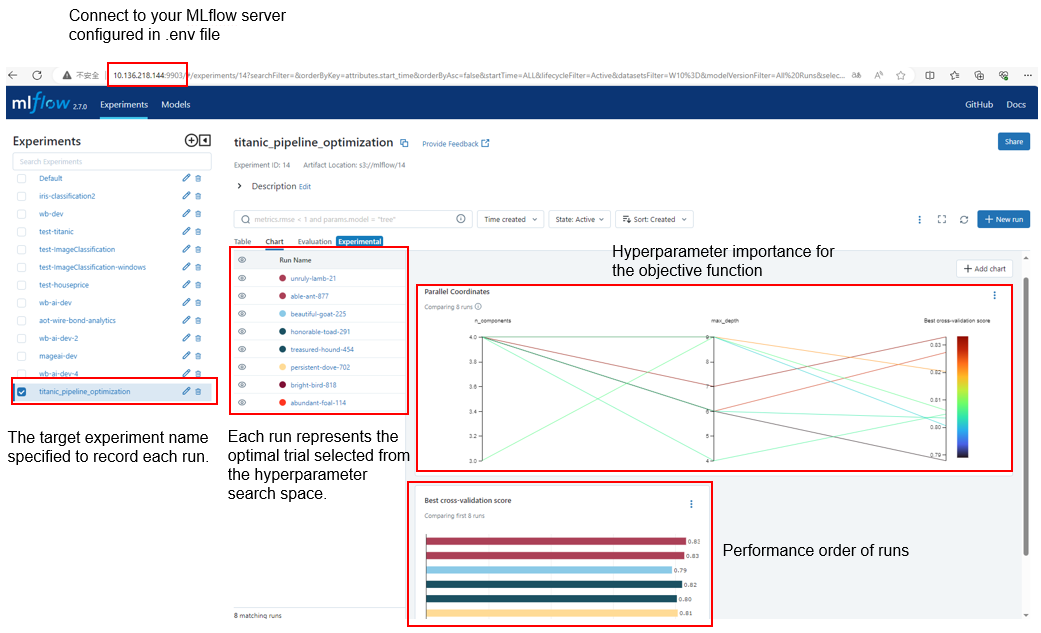 Connect to your MLflow server
configured in .env file
不安全
10.136.218.144:9903/#/experiments/14?searchFilter=&orderByKey=attributes.start_time&orderByAsc=false&startTime=ALL&lifecycleFilter=Active&datasetsFilter=W10%3D&modelVersionFilter=All%20Runs&selec...
mlflow 2.7.0 Experiments Models GitHub Docs
Experiments
Search Experiments
Default
iris-classification2
wb-dev
test-titanic
test-ImageClassification
test-ImageClassification-windows
test-houseprice
wb-ai-dev
aot-wire-bond-analytics
wb-ai-dev-2
mageai-dev
wb-ai-dev-4
titanic_pipeline_optimization
The target experiment name
specified to record each run.
titanic_pipeline_optimization Provide Feedback Share
Experiment ID: 14 Artifact Location: s3://mlflow/14
Description Edit
metrics.rmse < 1 and params.model = "tree" Time created State: Active Sort: Created New run
Table Chart Evaluation Experimental
Run Name
unruly-lamb-21
able-ant-877
beautiful-goat-225
honorable-toad-291
treasured-hound-454
persistent-dove-702
bright-bird-818
abundant-foal-114
Each run represents the
optimal trial selected from
the hyperparameter
search space.
8 matching runs
Hyperparameter importance for
the objective function
Add chart
Parallel Coordinates
Comparing 8 runs
n_components max_depth Best cross-validation score
4.0
3.8
3.6
3.4
3.2
3.0
9
8
7
6
5
4
0.83
0.82
0.81
0.80
0.79
Best cross-validation score
Comparing first 8 runs
0.83
0.83
0.79
0.82
0.80
0.81
Performance order of runs